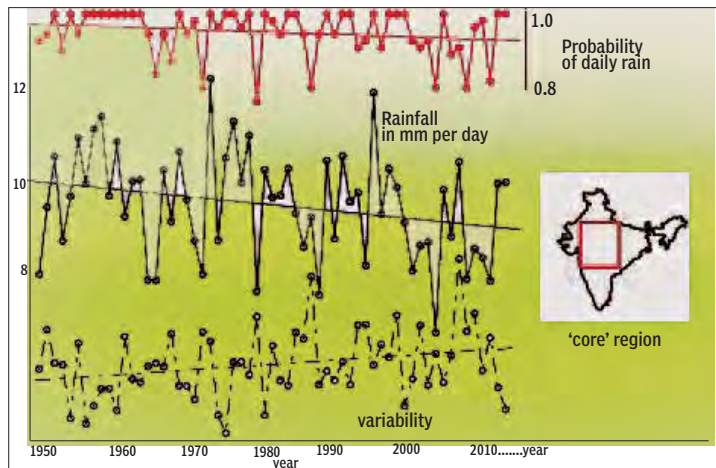 1.0
Probability
of daily rain
0.8
12
Rainfall
in mm per day
10
8
'core' region
variability
1950 1960 1970 1980 1990 2000 2010.......year
year